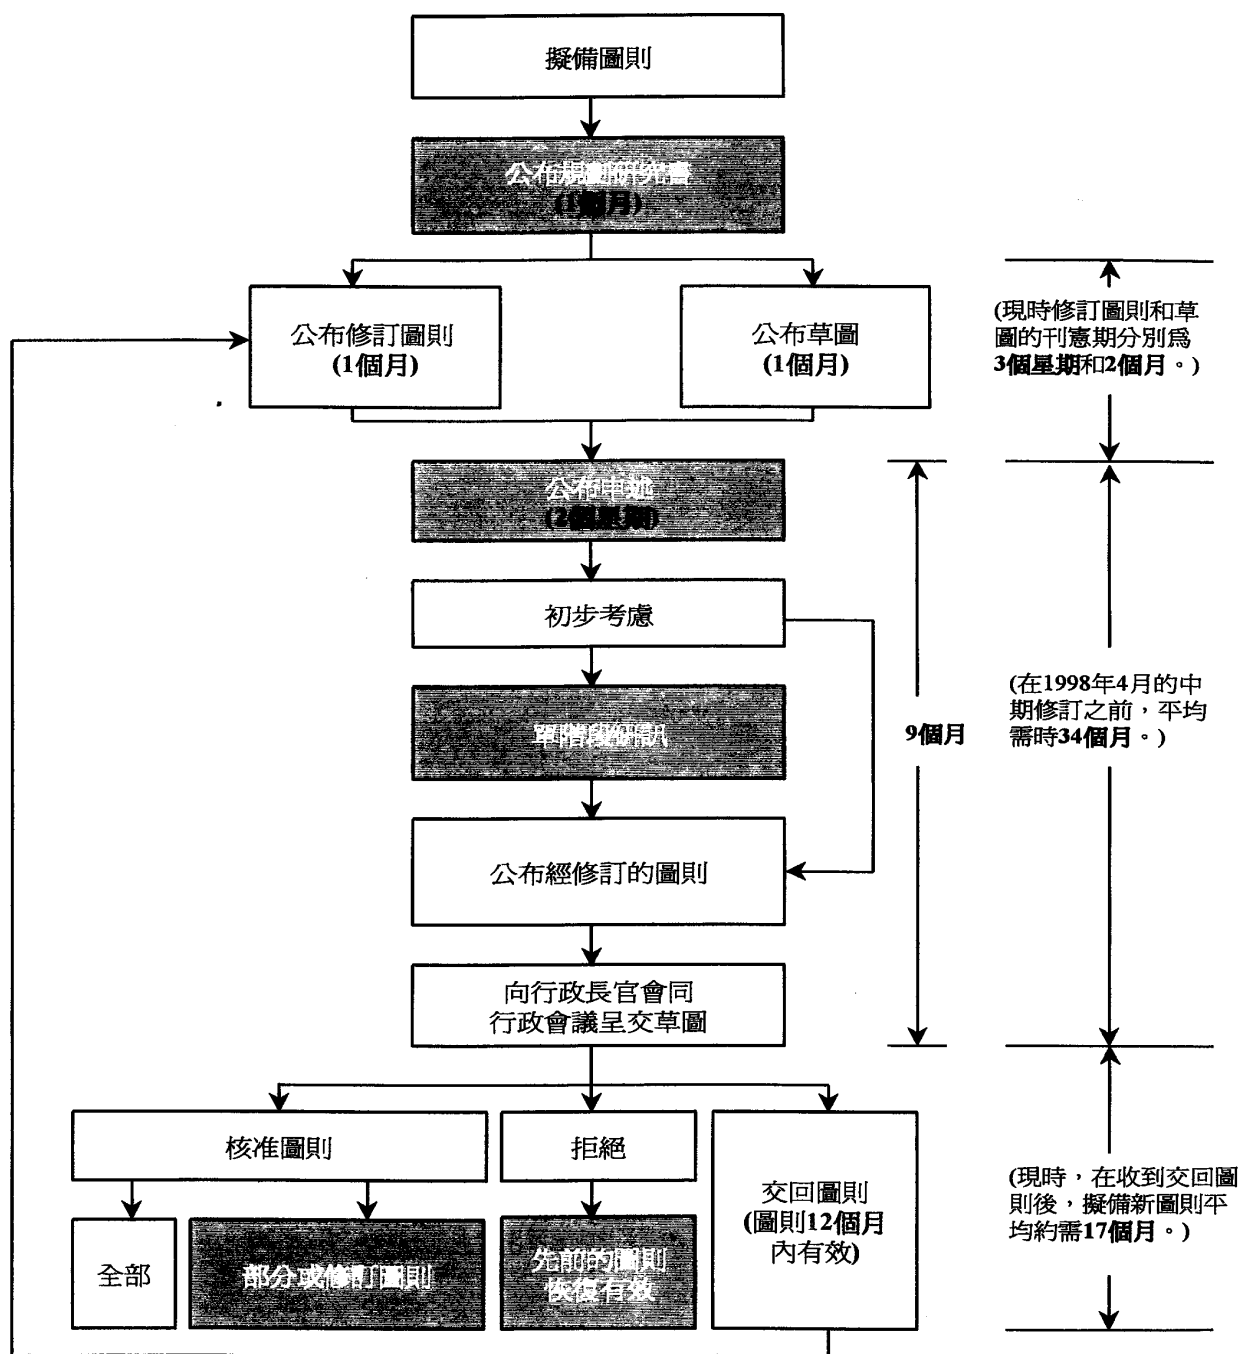 擬備圖則
公布規劃研究書
(1個月)
公布修訂圖則
(1個月)
公布草圖
(1個月)
(現時修訂圖則和草
圖的刊憲期分別爲
3個星期和2個月。)
公布申述
(2個星期)
初步考慮
單階段研訊
9個月
(在1998年4月的中
期修訂之前,平均
需時34個月。)
公布經修訂的圖則
向行政長官會同
行政會議呈交草圖
核准圖則
拒絕
交回圖則
(圖則12個月
內有效)
(現時,在收到交回圖
則後,擬備新圖則平
均約需17個月。)
全部
部分或修訂圖則
先前的圖則
恢復有效